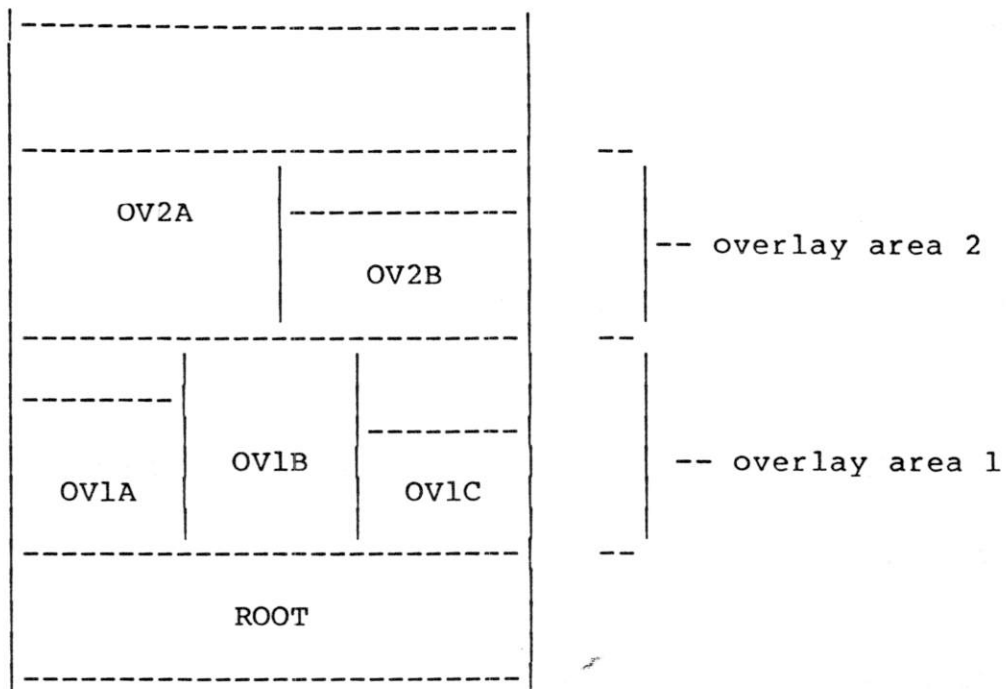 OV2A
-- overlay area 2
OV2B
OV1B
-- overlay area 1
OV1A
OV1C
ROOT